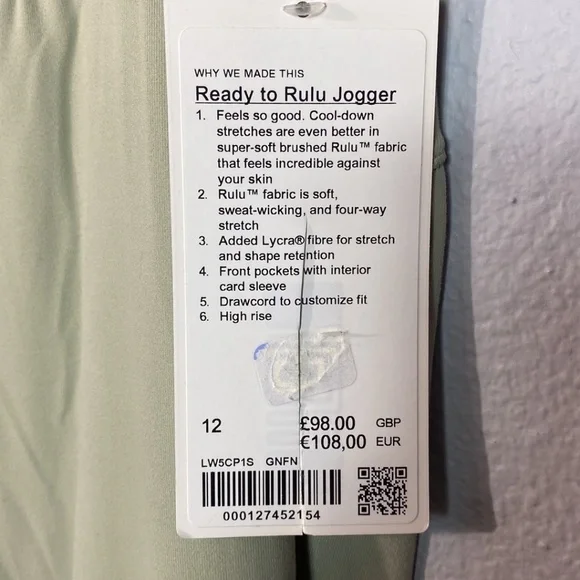 WHY WE MADE THIS
Ready to Rulu Jogger
1. Feels so good. Cool-down
stretches are even better in
super-soft brushed Rulu™ fabric
that feels incredible against
your skin
2. Rulu™ fabric is soft,
sweat-wicking, and four-way
stretch
3. Added Lycra® fibre for stretch
and shape retention
4. Front pockets with interior
card sleeve
5. Drawcord to customize fit
6. High rise
12 £98.00 GBP
€108,00 EUR
LW5CP1S GNFN
000127452154